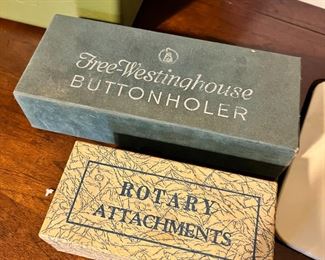 Free-Westinghouse
BUTTONHOLER
ROTARY
ATTACHMENTS